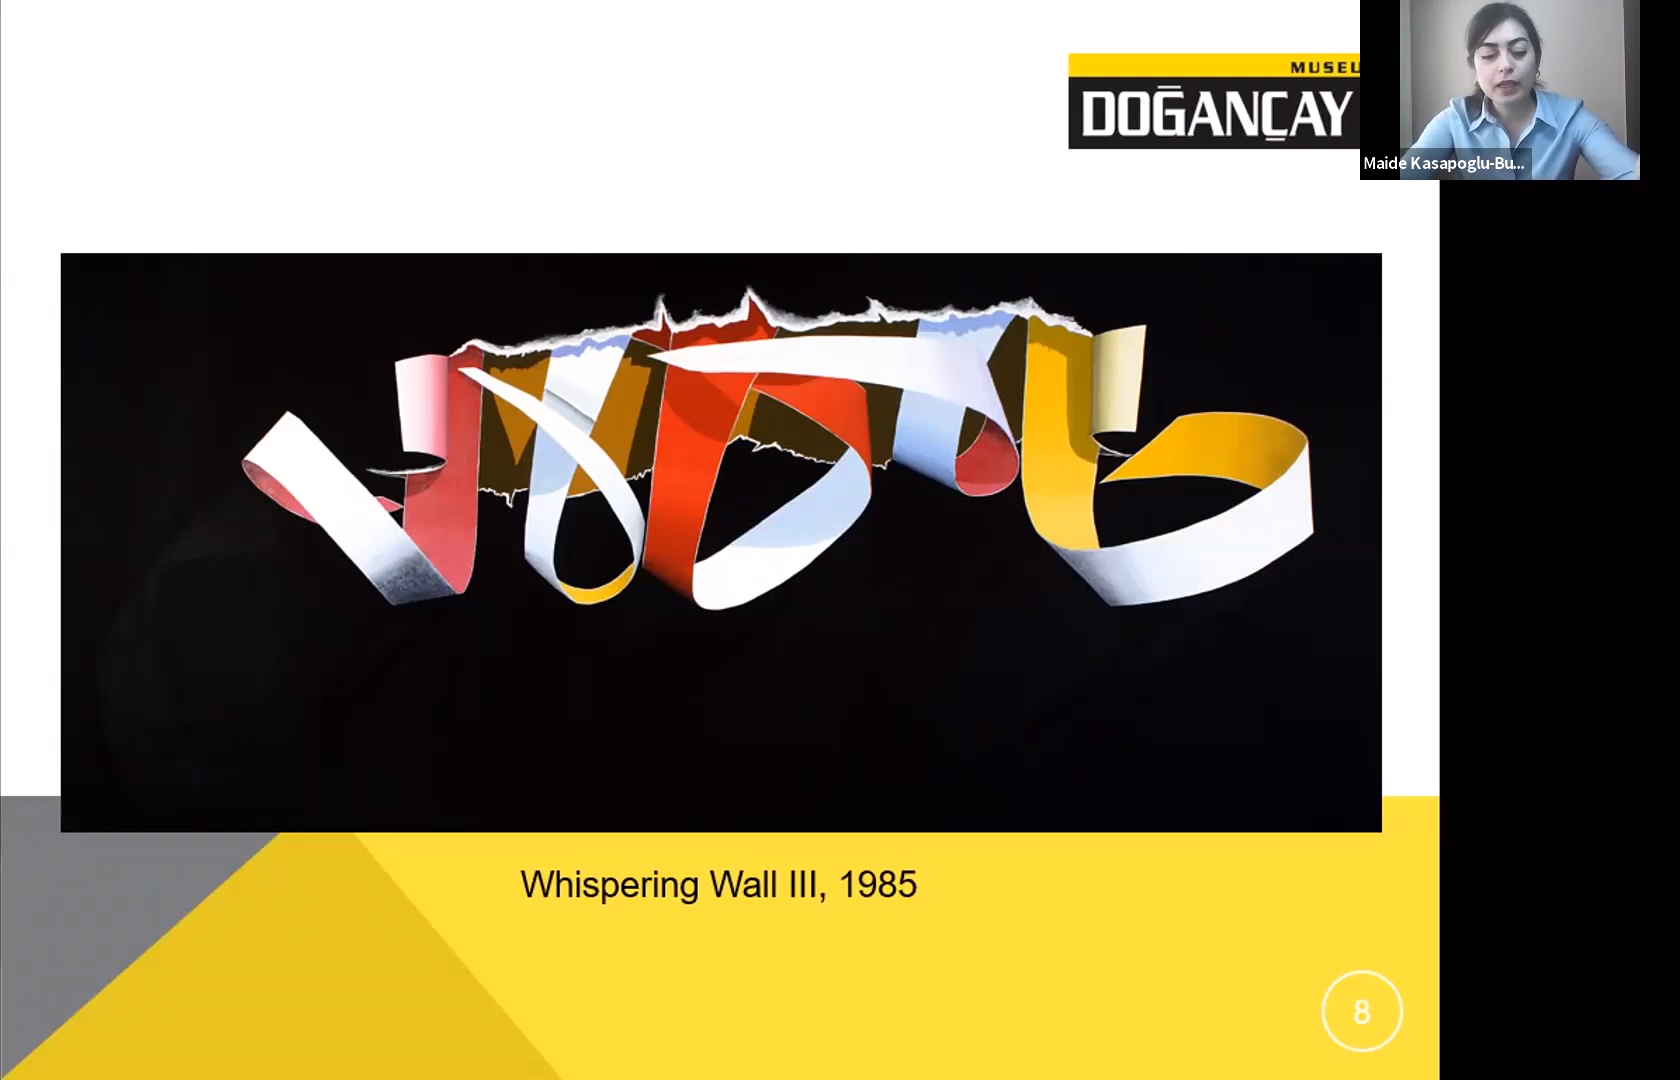 MUSEU
DOĞANÇAY
Maide Kasapoglu-Bu...
Whispering Wall III, 1985
8